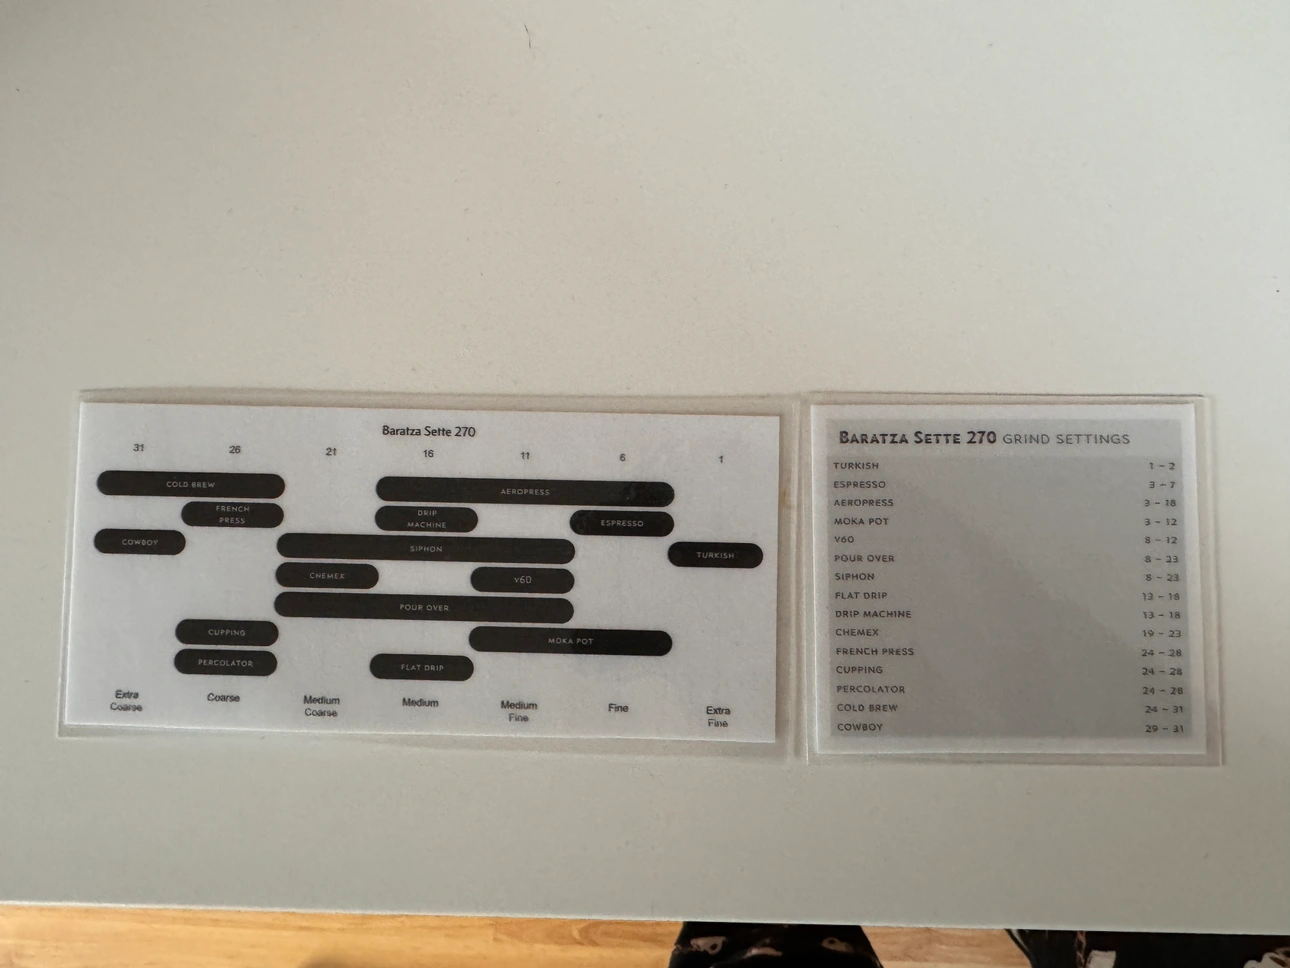 Baratza Sette 270
31 26 21 16 11 6 1
COLD BREW
AEROPRESS
FRENCH
PRESS
DRIP
MACHINE
ESPRESSO
COWBOY
SIPHON
TURKISH
CHEMEX
V60
POUR OVER
CUPPING
MOKA POT
PERCOLATOR
FLAT DRIP
Extra
Coarse
Coarse
Medium
Coarse
Medium
Medium
Fine
Fine
Extra
Fine
BARATZA SETTE 270 GRIND SETTINGS
TURKISH 1 - 2
ESPRESSO 3 - 7
AEROPRESS 3 - 18
MOKA POT 3 - 12
V60 8 - 12
POUR OVER 8 - 23
SIPHON 8 - 23
FLAT DRIP 13 - 18
DRIP MACHINE 13 - 18
CHEMEX 19 - 23
FRENCH PRESS 24 - 28
CUPPING 24 - 28
PERCOLATOR 24 - 28
COLD BREW 24 - 31
COWBOY 29 - 31